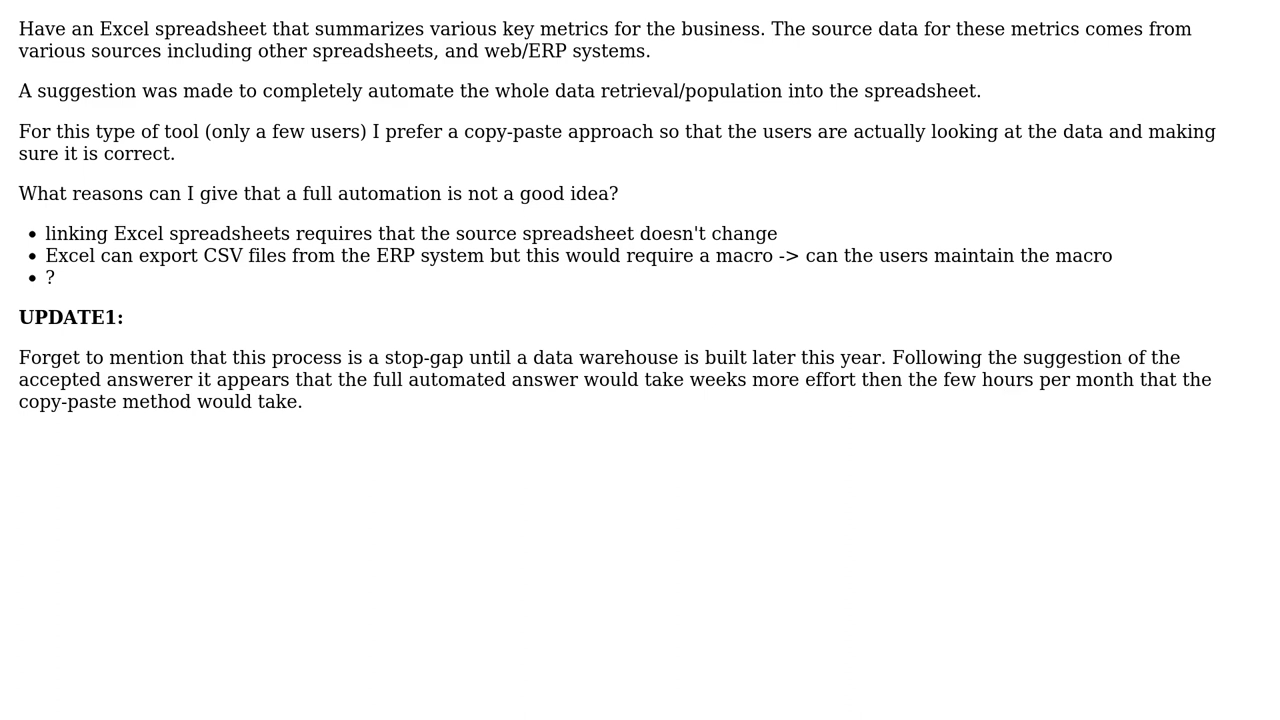 Have an Excel spreadsheet that summarizes various key metrics for the business. The source data for these metrics comes from
various sources including other spreadsheets, and web/ERP systems.
A suggestion was made to completely automate the whole data retrieval/population into the spreadsheet.
For this type of tool (only a few users) I prefer a copy-paste approach so that the users are actually looking at the data and making
sure it is correct.
What reasons can I give that a full automation is not a good idea?
• linking Excel spreadsheets requires that the source spreadsheet doesn't change
• Excel can export CSV files from the ERP system but this would require a macro -> can the users maintain the macro
• ?
UPDATE1:
Forget to mention that this process is a stop-gap until a data warehouse is built later this year. Following the suggestion of the
accepted answerer it appears that the full automated answer would take weeks more effort then the few hours per month that the
copy-paste method would take.